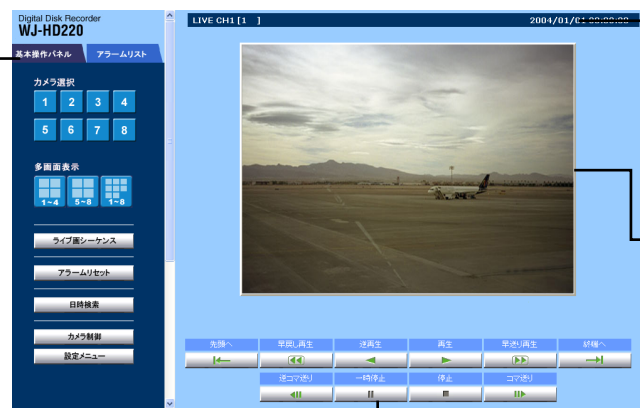 Digital Disk Recorder
WJ-HD220
基本操作パネル アラームリスト
カメラ選択
1 2 3 4
5 6 7 8
多画面表示
1~4 5~8 1~8
ライブ画シーケンス
アラームリセット
日時検索
カメラ制御
設定メニュー
LIVE CH1 [1 ] 2004/01/01 00:00:00
先頭へ 早戻し再生 逆再生 再生 早送り再生 終端へ
逆コマ送り 一時停止 停止 コマ送り